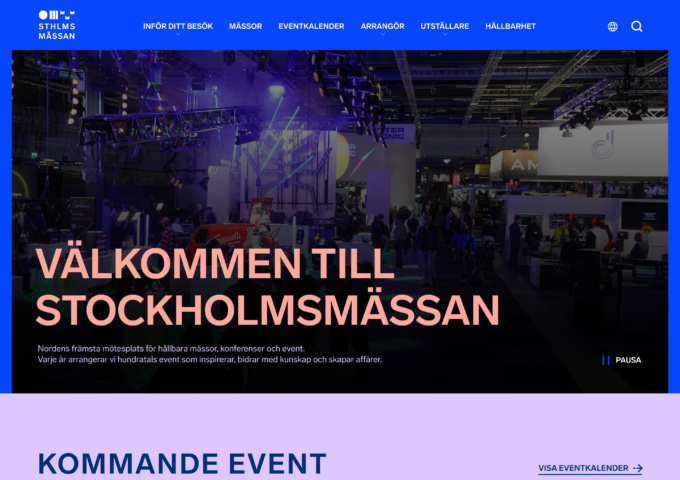 STHLMS
MÄSSAN
INFÖR DITT BESÖK
MÄSSOR
EVENTKALENDER
ARRANGÖR
UTSTÄLLARE
HÅLLBARHET
VÄLKOMMEN TILL
STOCKHOLMSMÄSSAN
Nordens främsta mötesplats för hållbara mässor, konferenser och event.
Varje år arrangerar vi hundratals event som inspirerar, bidrar med kunskap och skapar affärer.
PAUSA
KOMMANDE EVENT
VISA EVENTKALENDER